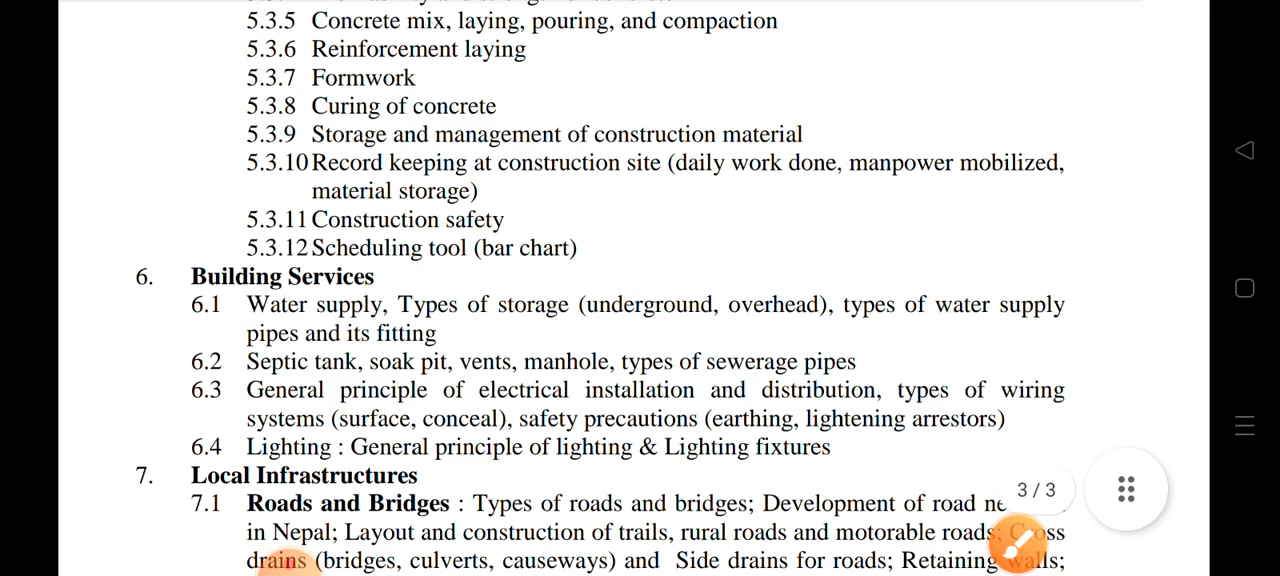 5.3.5 Concrete mix, laying, pouring, and compaction
5.3.6 Reinforcement laying
5.3.7 Formwork
5.3.8 Curing of concrete
5.3.9 Storage and management of construction material
5.3.10 Record keeping at construction site (daily work done, manpower mobilized,
material storage)
5.3.11 Construction safety
5.3.12 Scheduling tool (bar chart)
6. Building Services
6.1 Water supply, Types of storage (underground, overhead), types of water supply
pipes and its fitting
6.2 Septic tank, soak pit, vents, manhole, types of sewerage pipes
6.3 General principle of electrical installation and distribution, types of wiring
systems (surface, conceal), safety precautions (earthing, lightening arrestors)
6.4 Lighting : General principle of lighting & Lighting fixtures
7. Local Infrastructures
3 / 3
7.1 Roads and Bridges : Types of roads and bridges; Development of road
in Nepal; Layout and construction of trails, rural roads and motorable roads; Cross
drains (bridges, culverts, causeways) and Side drains for roads; Retaining walls;